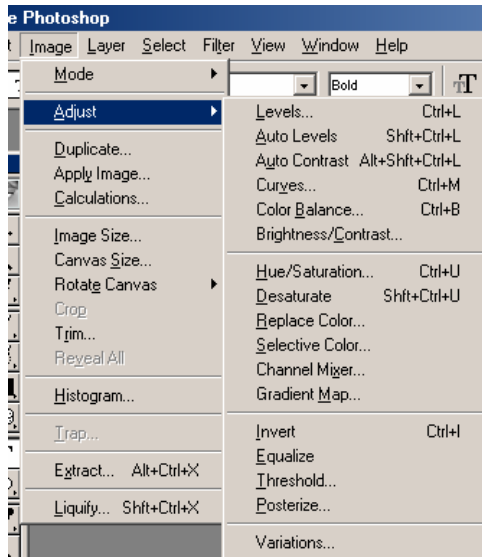 e Photoshop
t Image Layer Select Filter View Window Help
Mode
Bold
T
Adjust
Duplicate...
Apply Image...
Calculations...
Image Size...
Canvas Size...
Rotate Canvas
Crop
Trim...
Reveal All
Histogram...
Trap...
Extract... Alt+Ctrl+X
Liquify... Shft+Ctrl+X
Levels... Ctrl+L
Auto Levels Shft+Ctrl+L
Auto Contrast Alt+Shft+Ctrl+L
Curves... Ctrl+M
Color Balance... Ctrl+B
Brightness/Contrast...
Hue/Saturation... Ctrl+U
Desaturate Shft+Ctrl+U
Replace Color...
Selective Color...
Channel Mixer...
Gradient Map...
Invert Ctrl+I
Equalize
Threshold...
Posterize...
Variations...